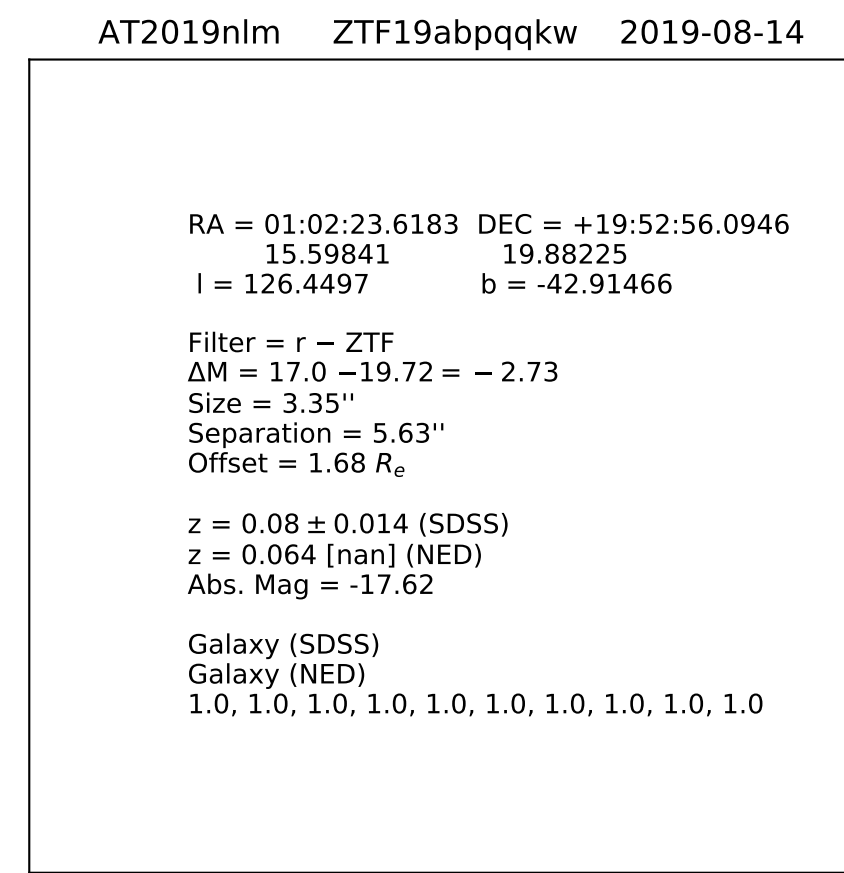 AT2019nlm ZTF19abpqqkw 2019-08-14
RA = 01:02:23.6183 DEC = +19:52:56.0946
15.59841 19.88225
l = 126.4497 b = -42.91466
Filter = r − ZTF
ΔM = 17.0 −19.72 = − 2.73
Size = 3.35''
Separation = 5.63''
Offset = 1.68 Rₑ
z = 0.08 ± 0.014 (SDSS)
z = 0.064 [nan] (NED)
Abs. Mag = -17.62
Galaxy (SDSS)
Galaxy (NED)
1.0, 1.0, 1.0, 1.0, 1.0, 1.0, 1.0, 1.0, 1.0, 1.0